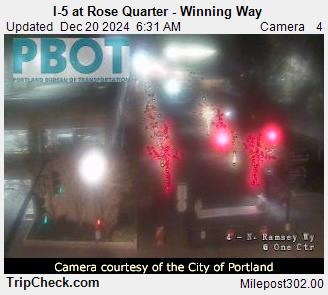 I-5 at Rose Quarter - Winning Way
Updated Dec 20 2024 6:31 AM Camera 4
PBOT
PORTLAND BUREAU OF TRANSPORTATION
4 - N. Ramsey Wy
@ One Ctr
Camera courtesy of the City of Portland
TripCheck.com Milepost302.00